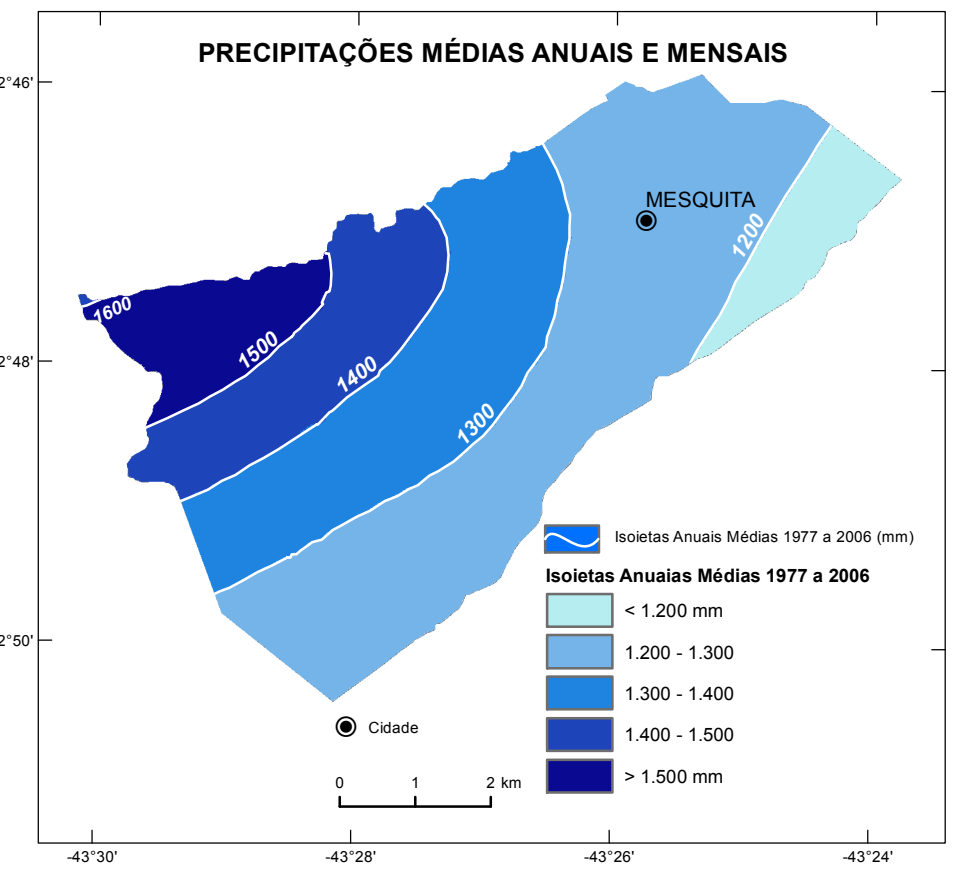 PRECIPITAÇÕES MÉDIAS ANUAIS E MENSAIS
2°46'
MESQUITA
1200
1600
1500
2°48'
1400
1300
Isoietas Anuais Médias 1977 a 2006 (mm)
Isoietas Anuaias Médias 1977 a 2006
< 1.200 mm
2°50'
1.200 - 1.300
1.300 - 1.400
Cidade
1.400 - 1.500
0 1 2 km
> 1.500 mm
-43°30' -43°28' -43°26' -43°24'